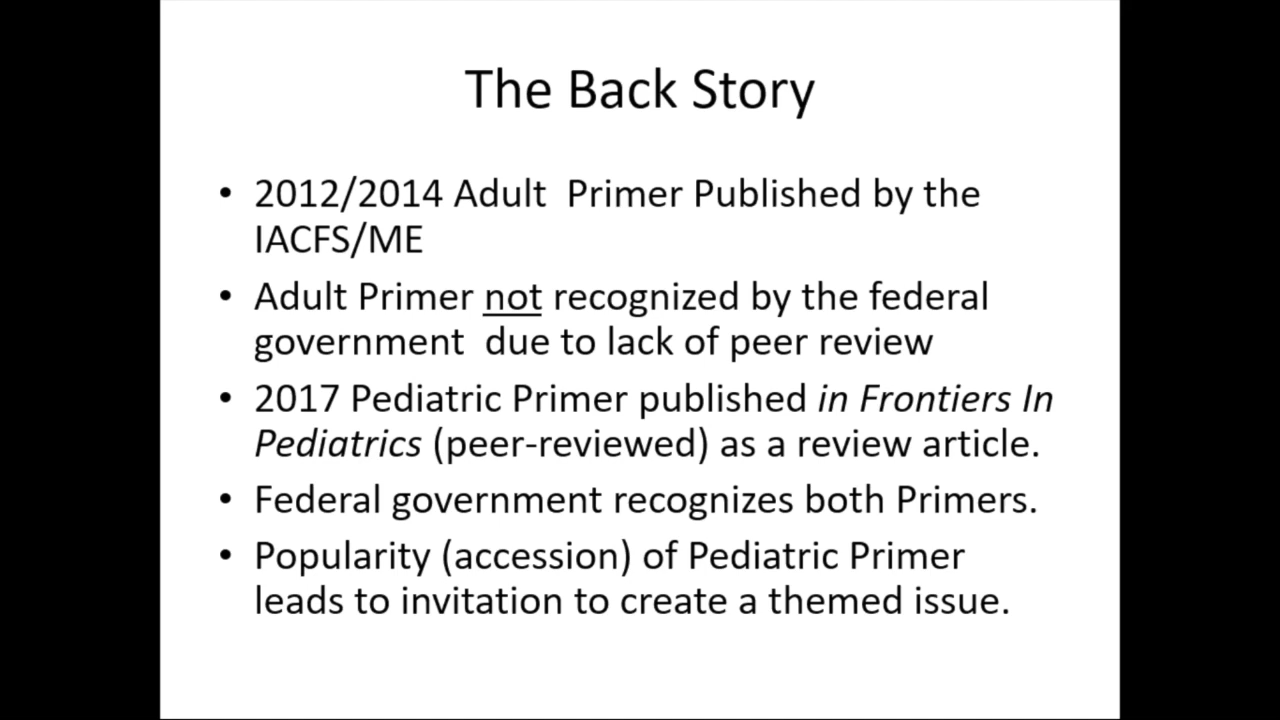 The Back Story
• 2012/2014 Adult  Primer Published by the
IACFS/ME
• Adult Primer not recognized by the federal
government  due to lack of peer review
• 2017 Pediatric Primer published in Frontiers In
Pediatrics (peer-reviewed) as a review article.
• Federal government recognizes both Primers.
• Popularity (accession) of Pediatric Primer
leads to invitation to create a themed issue.